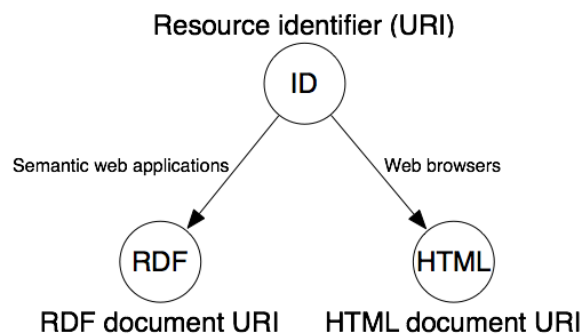 Resource identifier (URI)
ID
Semantic web applications
Web browsers
RDF
HTML
RDF document URI
HTML document URI